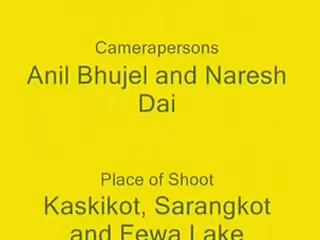 Camerapersons
Anil Bhujel and Naresh
Dai
Place of Shoot
Kaskikot, Sarangkot
and Fewa Lake